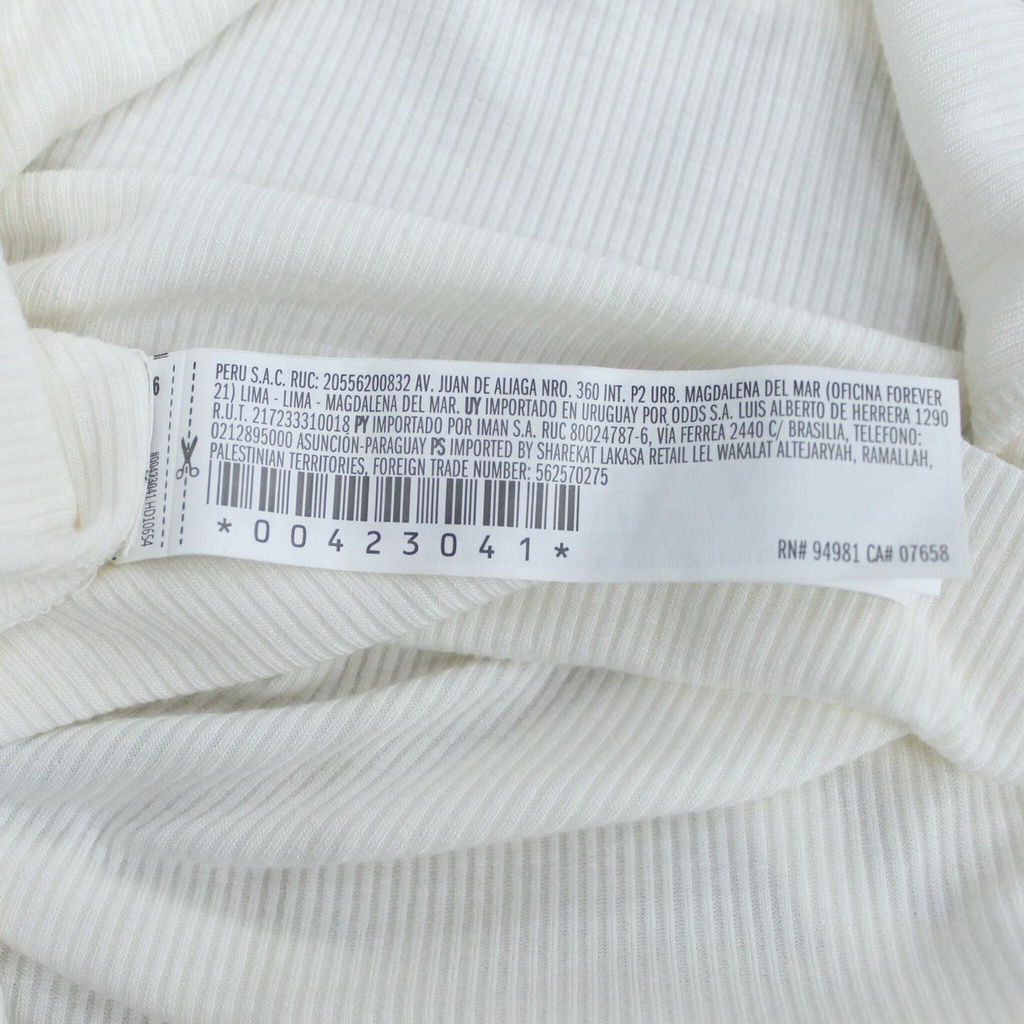 PERU S.A.C. RUC: 20556200832 AV. JUAN DE ALIAGA NRO. 360 INT. P2 URB. MAGDALENA DEL MAR (OFICINA FOREVER
21) LIMA - LIMA - MAGDALENA DEL MAR. UY IMPORTADO EN URUGUAY POR ODDS S.A. LUIS ALBERTO DE HERRERA 1290
R.U.T. 217233310018 PY IMPORTADO POR IMAN S.A. RUC 80024787-6, VÍA FERREA 2440 C/ BRASILIA, TELEFONO:
0212895000 ASUNCIÓN-PARAGUAY PS IMPORTED BY SHAREKAT LAKASA RETAIL LEL WAKALAT ALTEJARYAH, RAMALLAH,
PALESTINIAN TERRITORIES, FOREIGN TRADE NUMBER: 562570275
*00423041*
RN# 94981 CA# 07658
6
#00423041 HD10654